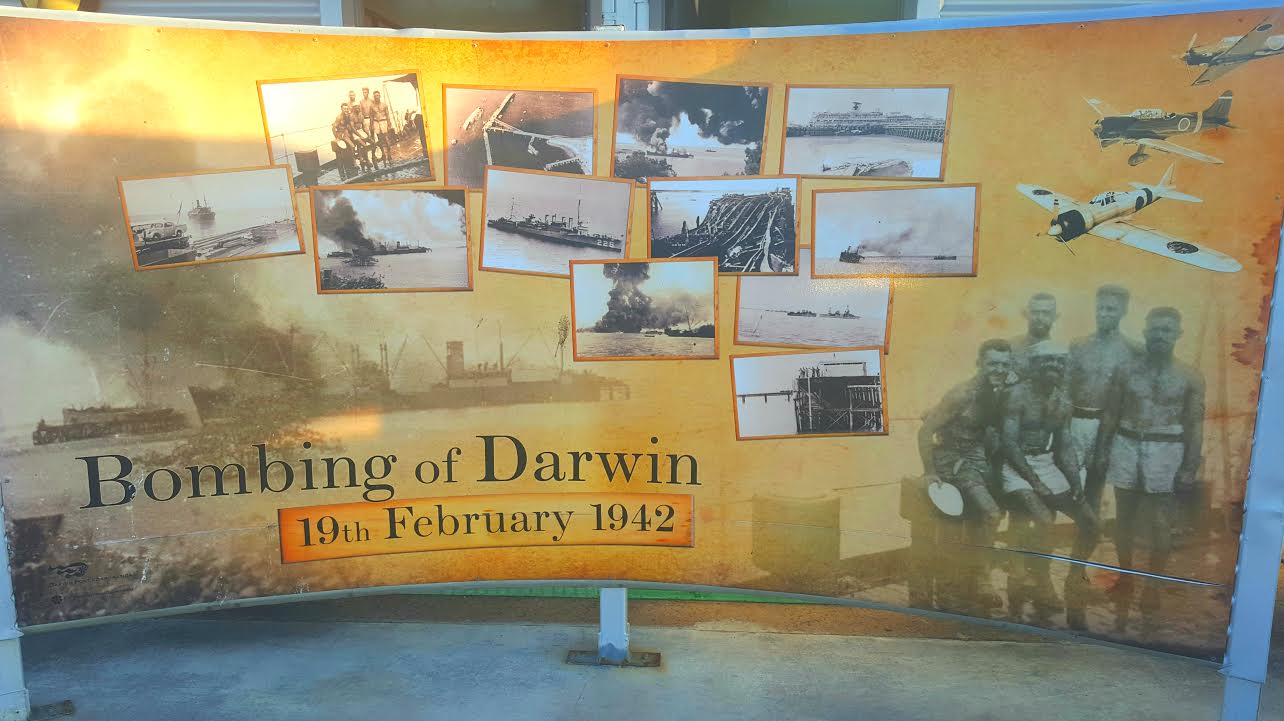 Bombing of Darwin
19th February 1942